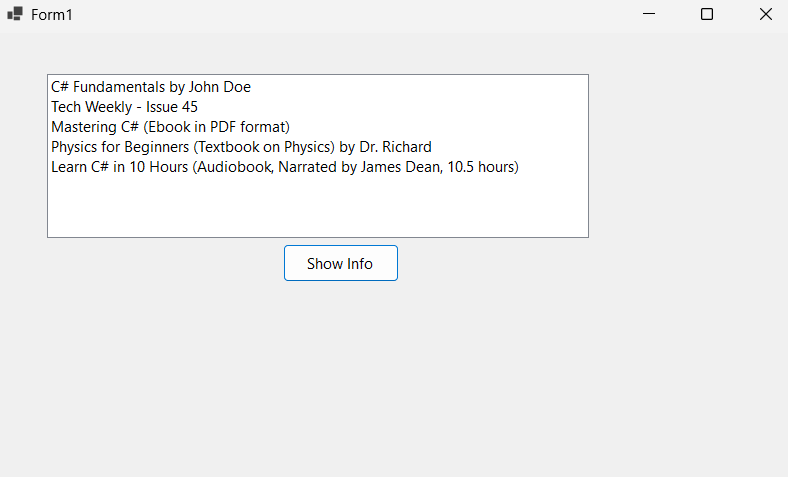 Form1
C# Fundamentals by John Doe
Tech Weekly - Issue 45
Mastering C# (Ebook in PDF format)
Physics for Beginners (Textbook on Physics) by Dr. Richard
Learn C# in 10 Hours (Audiobook, Narrated by James Dean, 10.5 hours)
Show Info